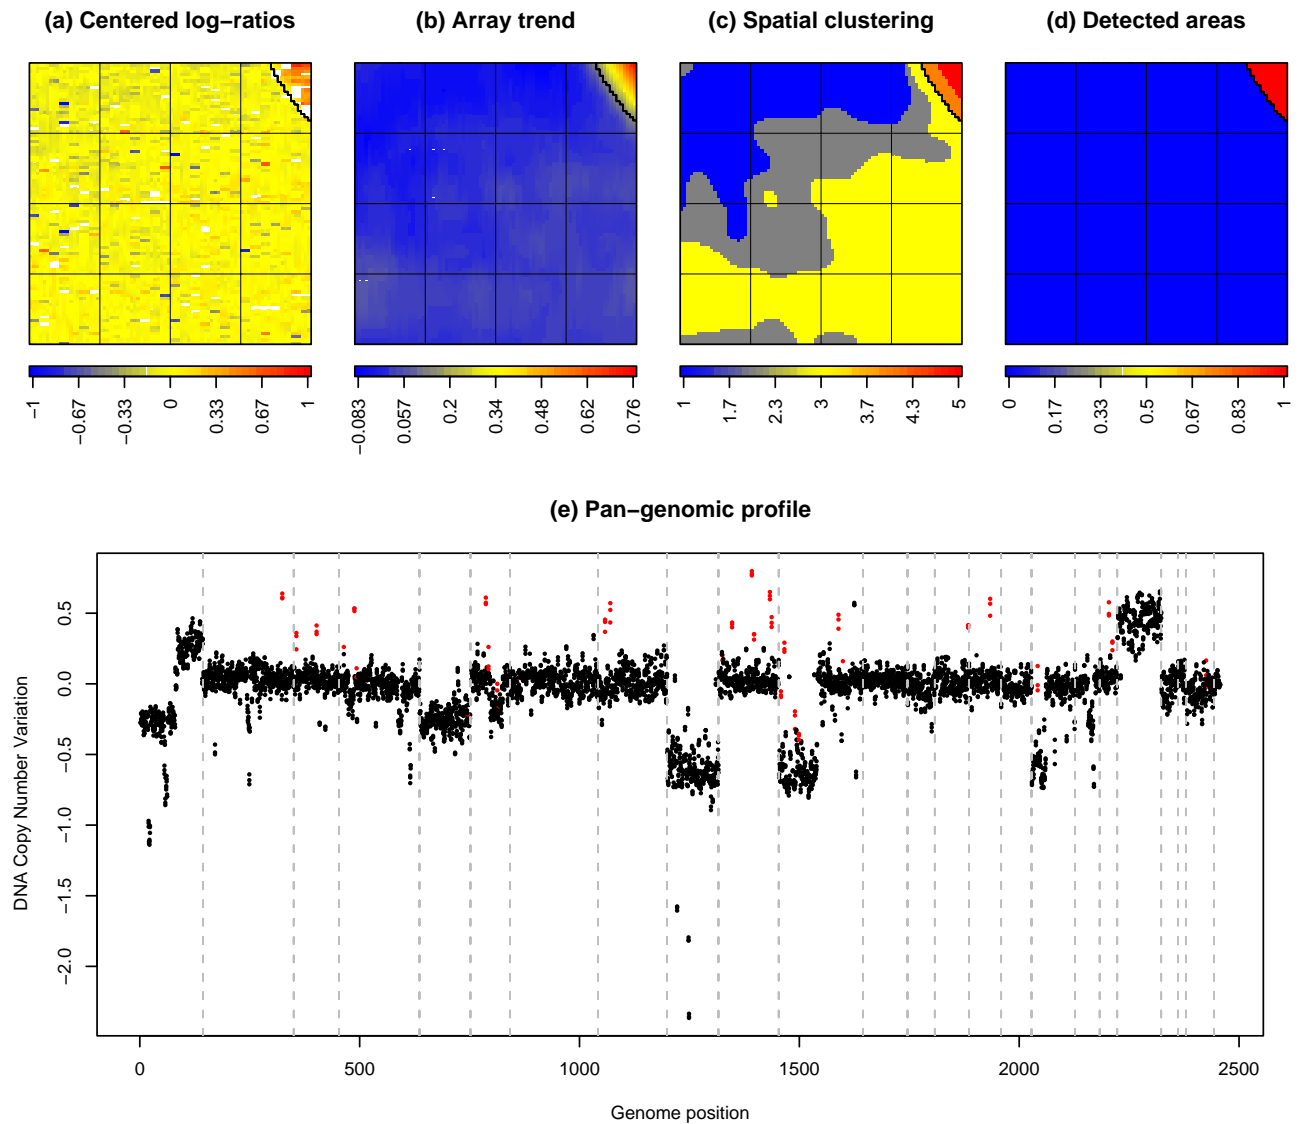 (a) Centered log−ratios
(b) Array trend
(c) Spatial clustering
(d) Detected areas
−1 −0.67 −0.33 0 0.33 0.67 1
−0.083 0.057 0.2 0.34 0.48 0.62 0.76
1 1.7 2.3 3 3.7 4.3 5
0 0.17 0.33 0.5 0.67 0.83 1
(e) Pan−genomic profile
DNA Copy Number Variation
0.5
0.0
−0.5
−1.0
−1.5
−2.0
0 500 1000 1500 2000 2500
Genome position